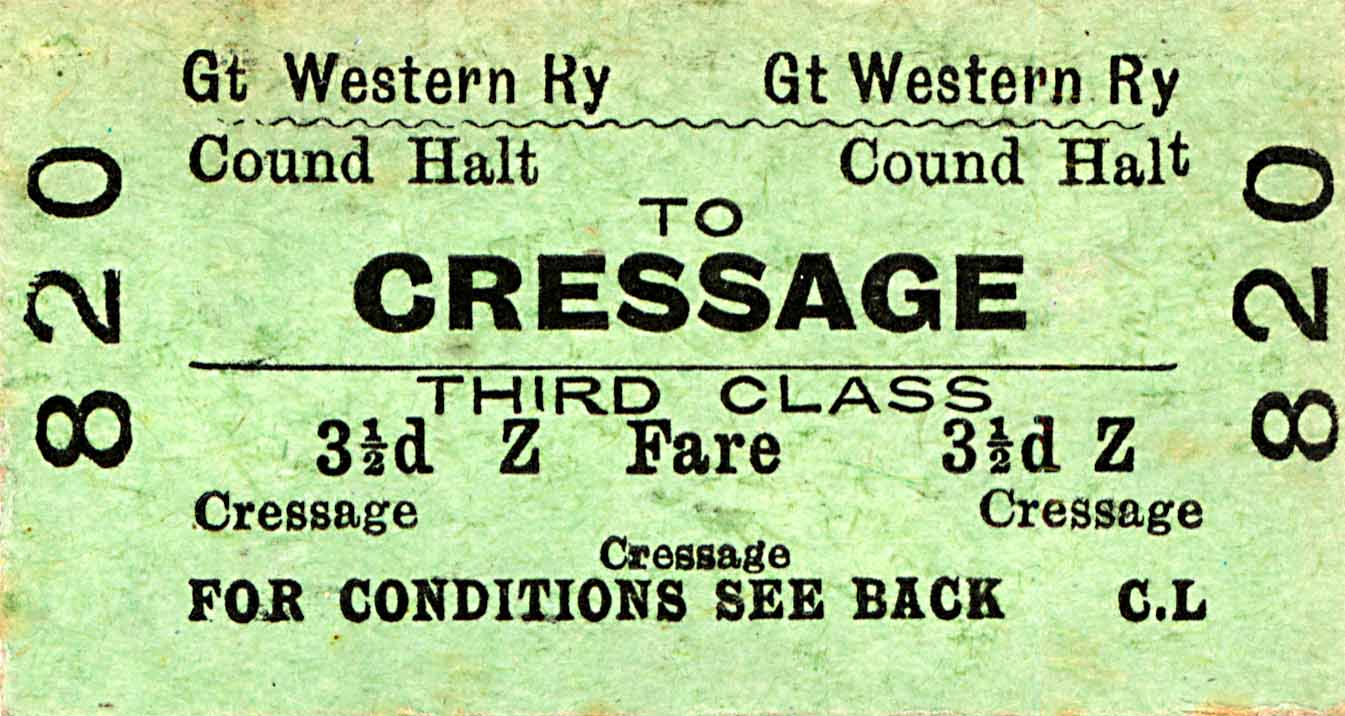 Gt Western Ry Gt Western Ry
Cound Halt Cound Halt
TO
CRESSAGE
THIRD CLASS
3½d Z Fare 3½d Z
Cressage Cressage
Cressage
FOR CONDITIONS SEE BACK C.L
820
820